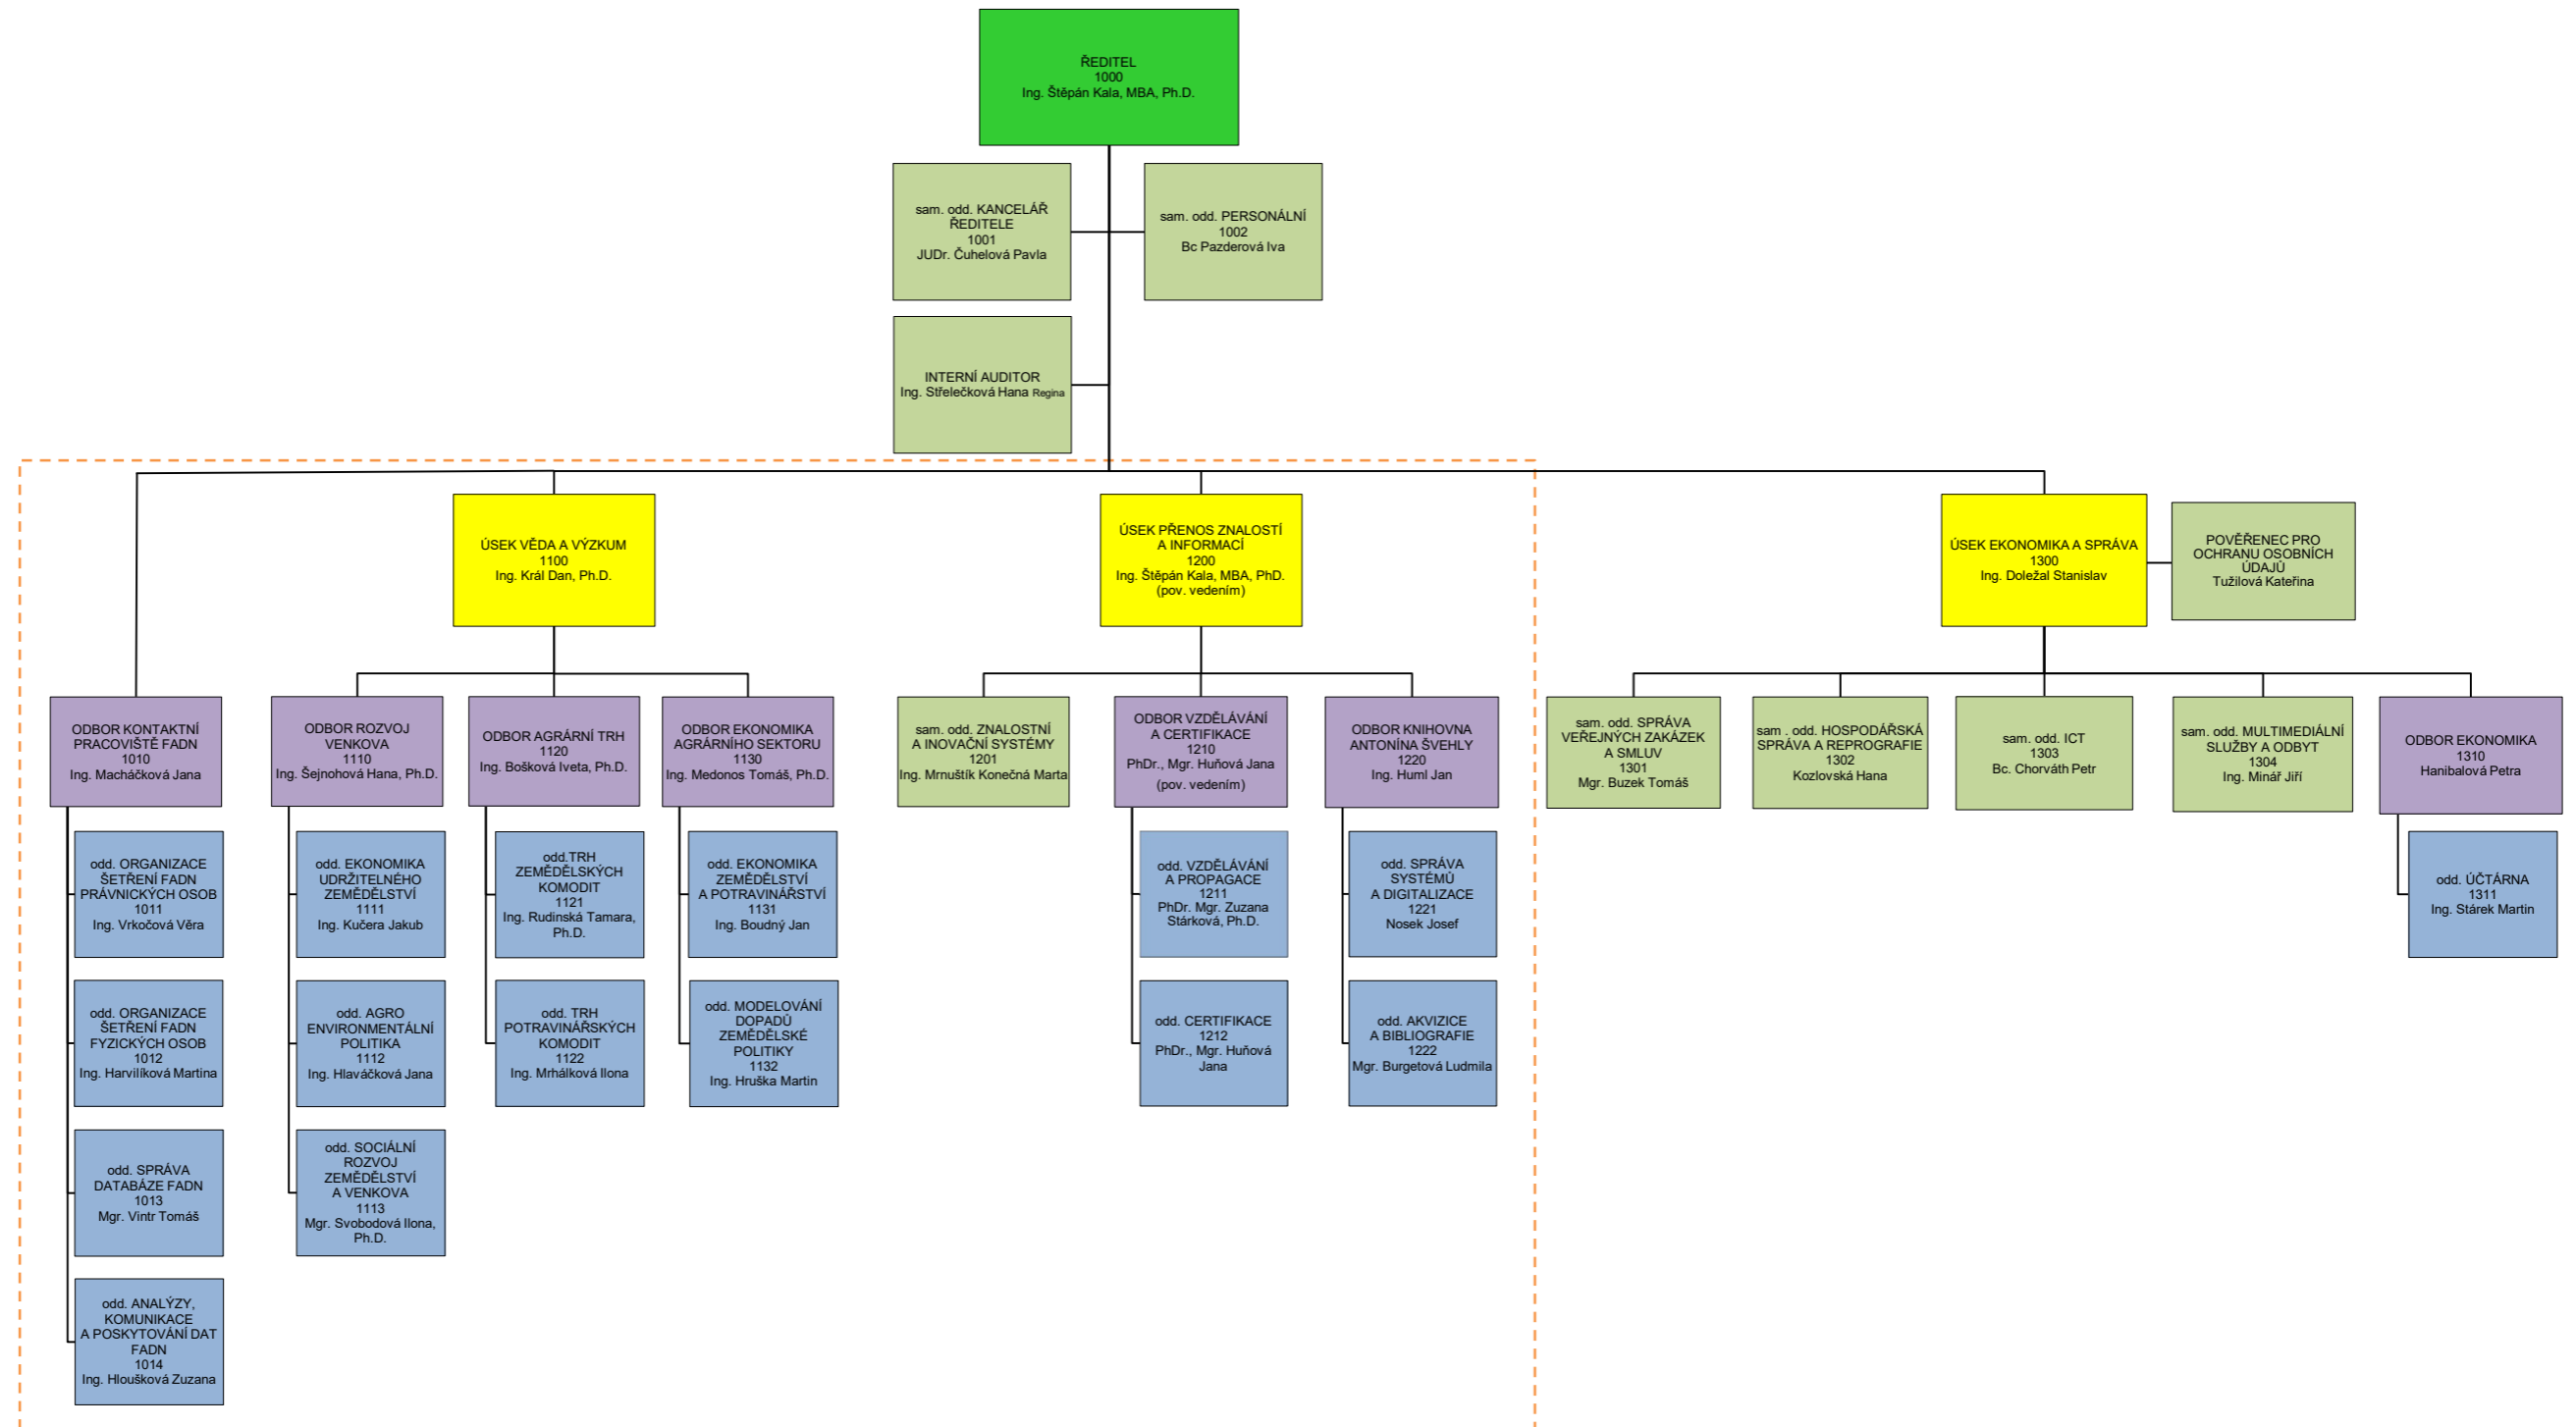 ŘEDITEL
1000
Ing. Štěpán Kala, MBA, Ph.D.
sam. odd. KANCELÁŘ
ŘEDITELE
1001
JUDr. Čuhelová Pavla
sam. odd. PERSONÁLNÍ
1002
Bc Pazderová Iva
INTERNÍ AUDITOR
Ing. Střelečková Hana Regina
ÚSEK VĚDA A VÝZKUM
1100
Ing. Král Dan, Ph.D.
ÚSEK PŘENOS ZNALOSTÍ
A INFORMACÍ
1200
Ing. Štěpán Kala, MBA, PhD.
(pov. vedením)
ÚSEK EKONOMIKA A SPRÁVA
1300
Ing. Doležal Stanislav
POVĚŘENEC PRO
OCHRANU OSOBNÍCH
ÚDAJŮ
Tužilová Kateřina
ODBOR KONTAKTNÍ
PRACOVIŠTĚ FADN
1010
Ing. Macháčková Jana
ODBOR ROZVOJ
VENKOVA
1110
Ing. Šejnohová Hana, Ph.D.
ODBOR AGRÁRNÍ TRH
1120
Ing. Bošková Iveta, Ph.D.
ODBOR EKONOMIKA
AGRÁRNÍHO SEKTORU
1130
Ing. Medonos Tomáš, Ph.D.
sam. odd. ZNALOSTNÍ
A INOVAČNÍ SYSTÉMY
1201
Ing. Mrnuštík Konečná Marta
ODBOR VZDĚLÁVÁNÍ
A CERTIFIKACE
1210
PhDr., Mgr. Huňová Jana
(pov. vedením)
ODBOR KNIHOVNA
ANTONÍNA ŠVEHLY
1220
Ing. Huml Jan
sam. odd. SPRÁVA
VEŘEJNÝCH ZAKÁZEK
A SMLUV
1301
Mgr. Buzek Tomáš
sam . odd. HOSPODÁŘSKÁ
SPRÁVA A REPROGRAFIE
1302
Kozlovská Hana
sam. odd. ICT
1303
Bc. Chorváth Petr
sam. odd. MULTIMEDIÁLNÍ
SLUŽBY A ODBYT
1304
Ing. Minář Jiří
ODBOR EKONOMIKA
1310
Hanibalová Petra
odd. ORGANIZACE
ŠETŘENÍ FADN
PRÁVNICKÝCH OSOB
1011
Ing. Vrkočová Věra
odd. EKONOMIKA
UDRŽITELNÉHO
ZEMĚDĚLSTVÍ
1111
Ing. Kučera Jakub
odd.TRH
ZEMĚDĚLSKÝCH
KOMODIT
1121
Ing. Rudinská Tamara,
Ph.D.
odd. EKONOMIKA
ZEMĚDĚLSTVÍ
A POTRAVINÁŘSTVÍ
1131
Ing. Boudný Jan
odd. VZDĚLÁVÁNÍ
A PROPAGACE
1211
PhDr. Mgr. Zuzana
Stárková, Ph.D.
odd. SPRÁVA
SYSTÉMŮ
A DIGITALIZACE
1221
Nosek Josef
odd. ÚČTÁRNA
1311
Ing. Stárek Martin
odd. ORGANIZACE
ŠETŘENÍ FADN
FYZICKÝCH OSOB
1012
Ing. Harvilíková Martina
odd. AGRO
ENVIRONMENTÁLNÍ
POLITIKA
1112
Ing. Hlaváčková Jana
odd. TRH
POTRAVINÁŘSKÝCH
KOMODIT
1122
Ing. Mrhálková Ilona
odd. MODELOVÁNÍ
DOPADŮ
ZEMĚDĚLSKÉ
POLITIKY
1132
Ing. Hruška Martin
odd. CERTIFIKACE
1212
PhDr., Mgr. Huňová
Jana
odd. AKVIZICE
A BIBLIOGRAFIE
1222
Mgr. Burgetová Ludmila
odd. SPRÁVA
DATABÁZE FADN
1013
Mgr. Vintr Tomáš
odd. SOCIÁLNÍ
ROZVOJ
ZEMĚDĚLSTVÍ
A VENKOVA
1113
Mgr. Svobodová Ilona,
Ph.D.
odd. ANALÝZY,
KOMUNIKACE
A POSKYTOVÁNÍ DAT
FADN
1014
Ing. Hloušková Zuzana